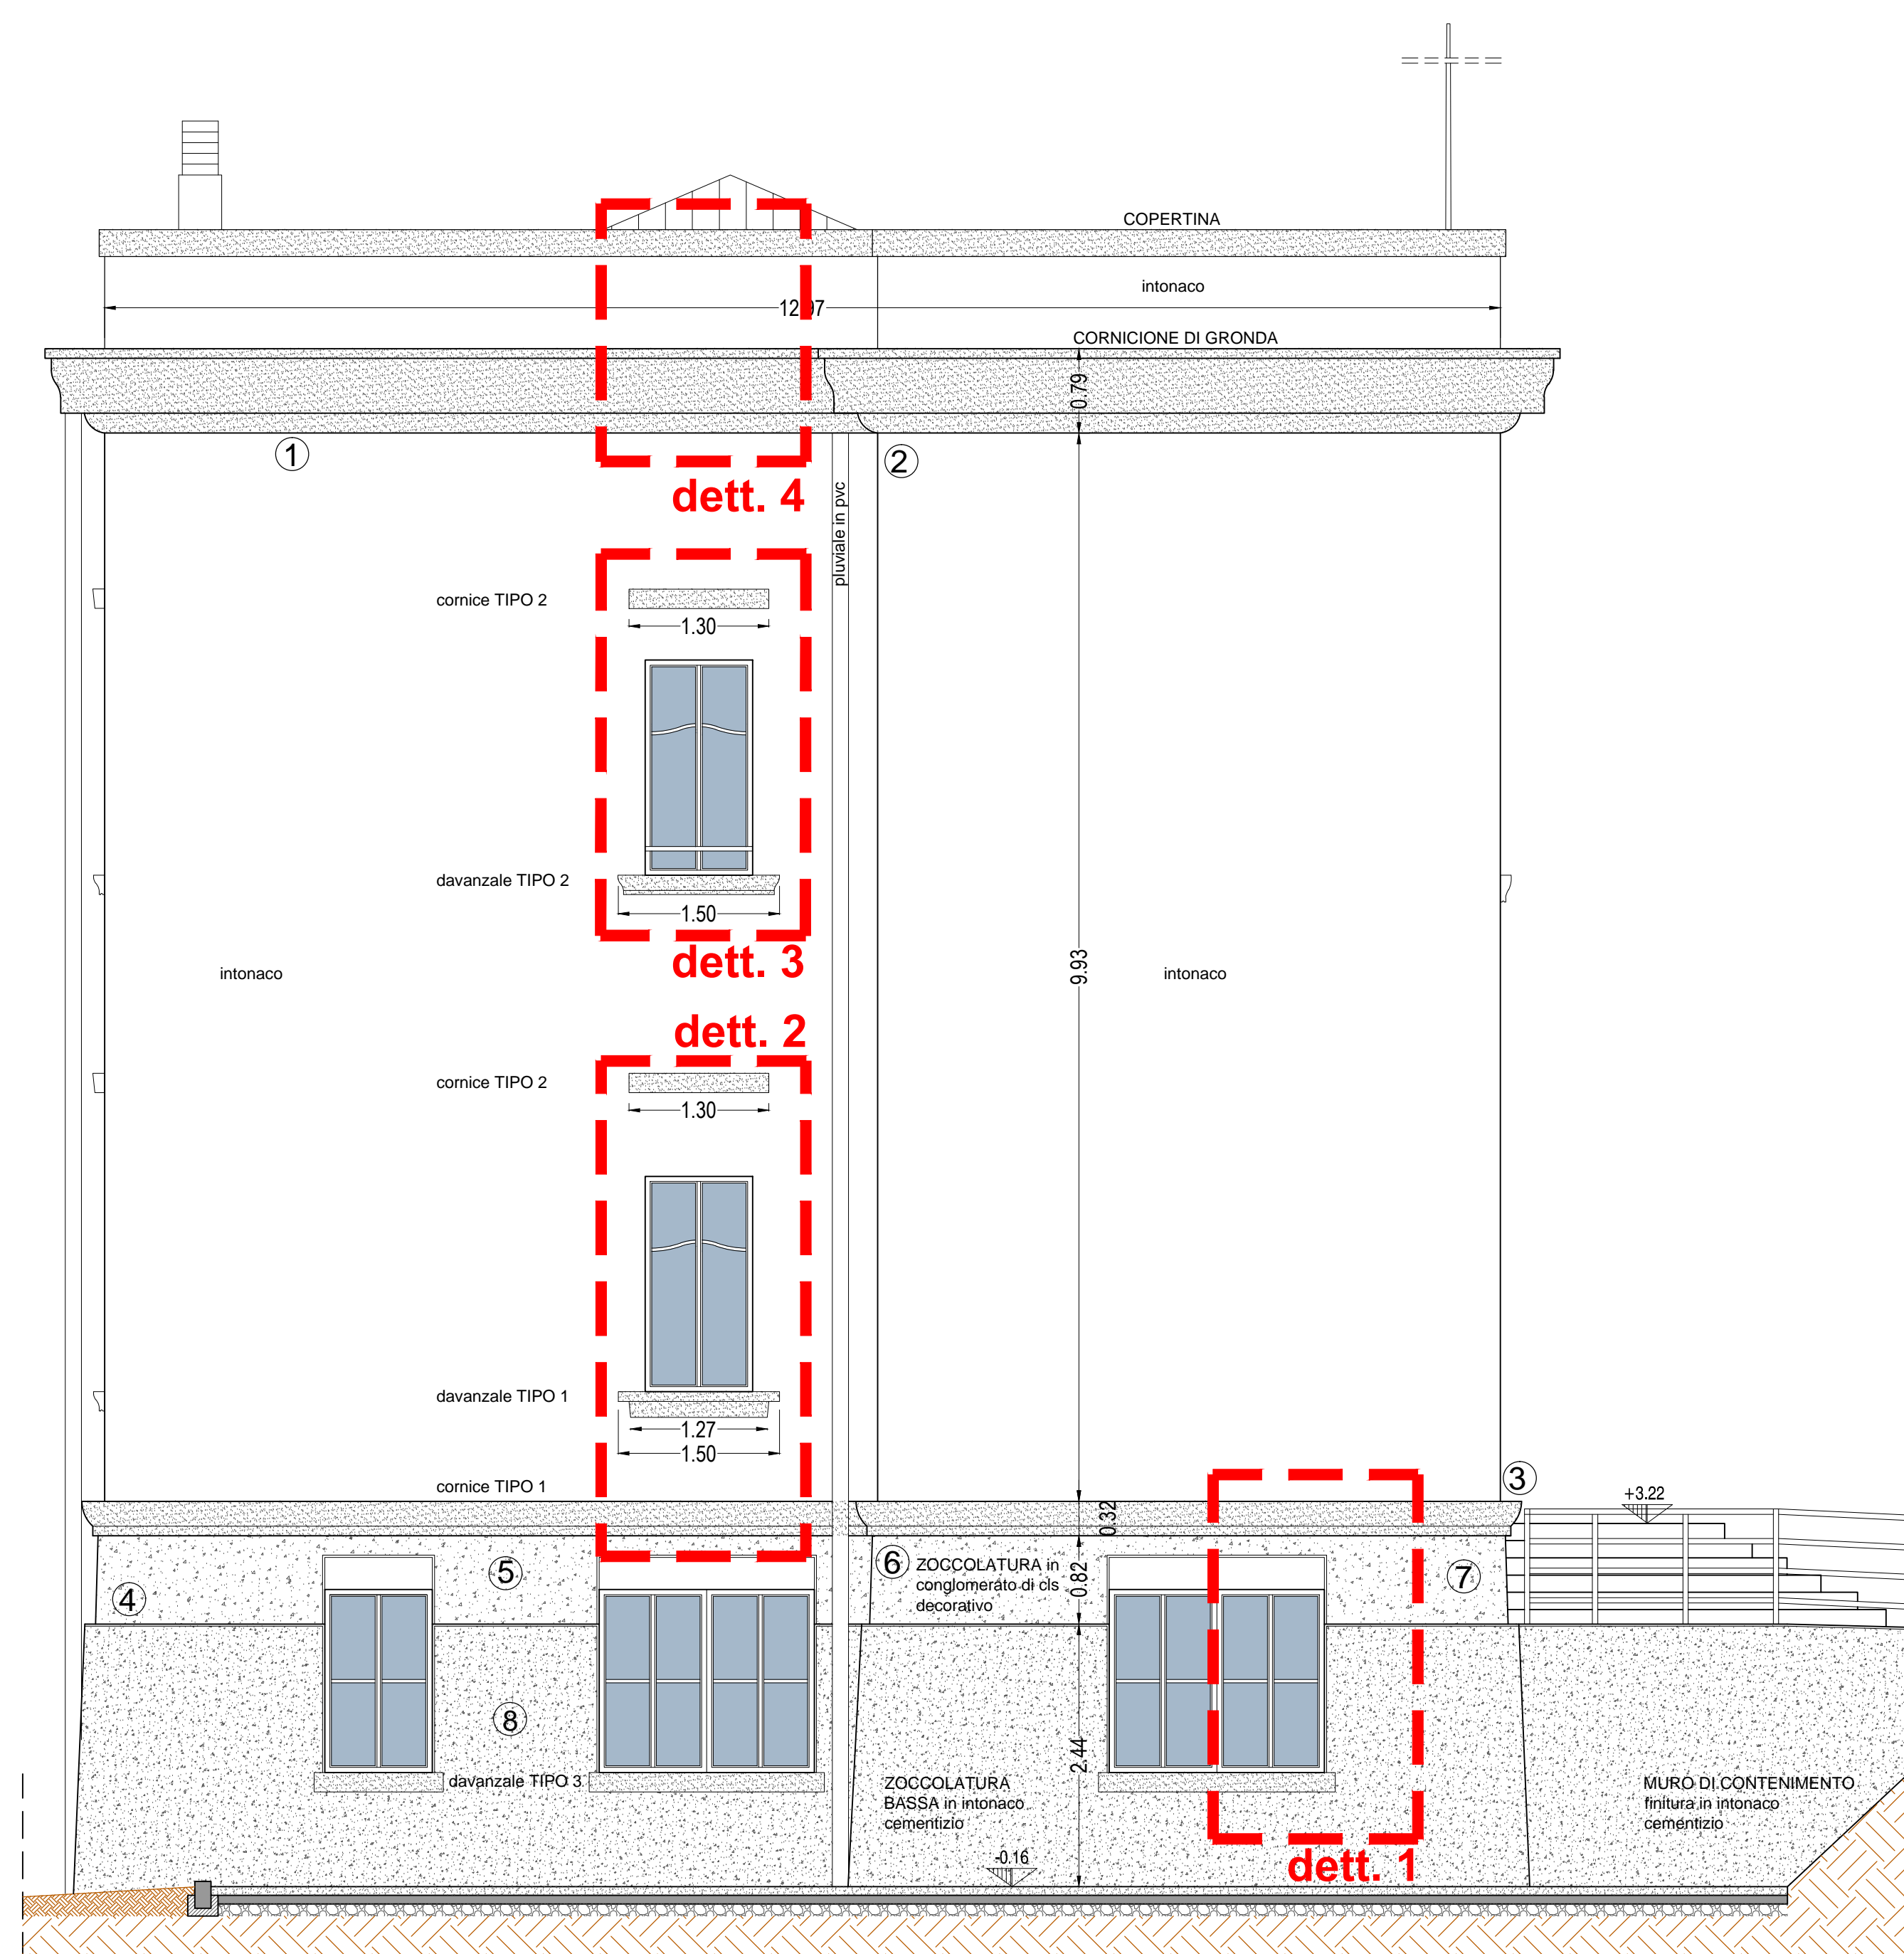 COPERTINA
intonaco
12.97
CORNICIONE DI GRONDA
0.79
1
2
dett. 4
pluviale in pvc
cornice TIPO 2
1.30
davanzale TIPO 2
1.50
dett. 3
intonaco
9.93
intonaco
dett. 2
cornice TIPO 2
1.30
davanzale TIPO 1
1.27
1.50
cornice TIPO 1
3
+3.22
0.32
4
5
6
ZOCCOLATURA in
conglomerato di cls
decorativo
0.82
7
8
2.44
davanzale TIPO 3
ZOCCOLATURA
BASSA in intonaco
cementizio
MURO DI CONTENIMENTO
finitura in intonaco
cementizio
-0.16
dett. 1